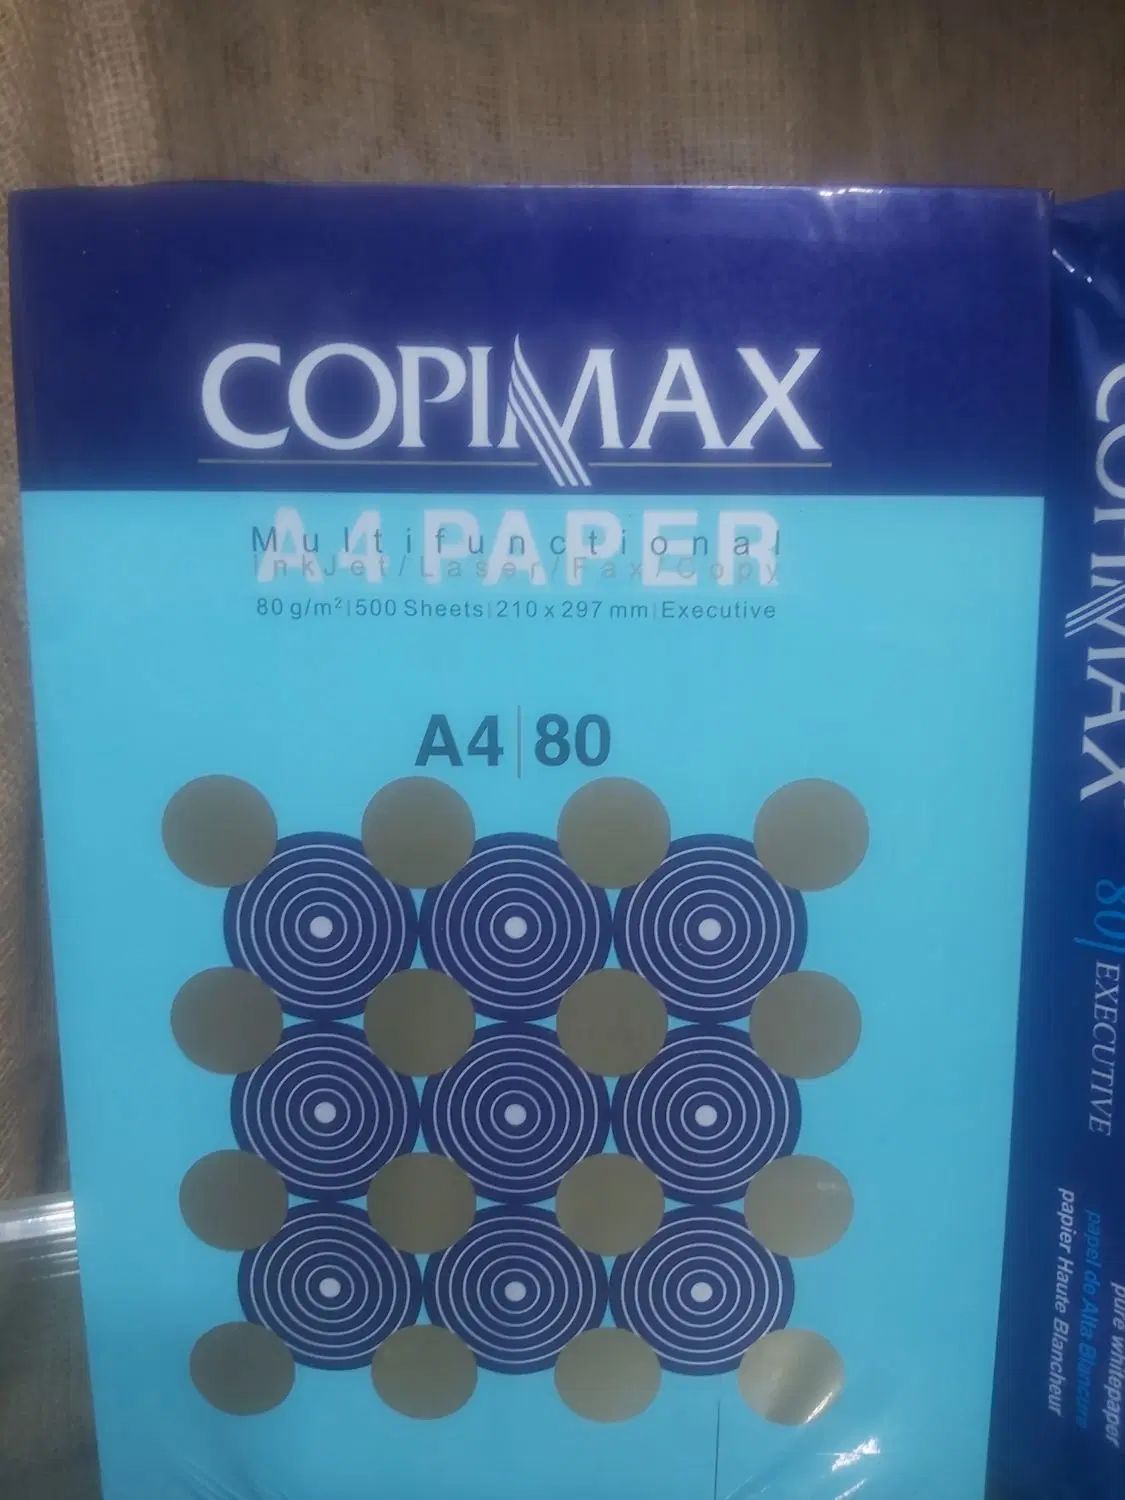 COPIMAX
A4 PAPER
Multifunctional
InkJet/Laser/Fax/Copy
80 g/m²|500 Sheets|210 x 297 mm|Executive
A4|80
COPIMAX
80| EXECUTIVE
pure whitepaper
papel de Alta Blancura
papier Haute Blancheur